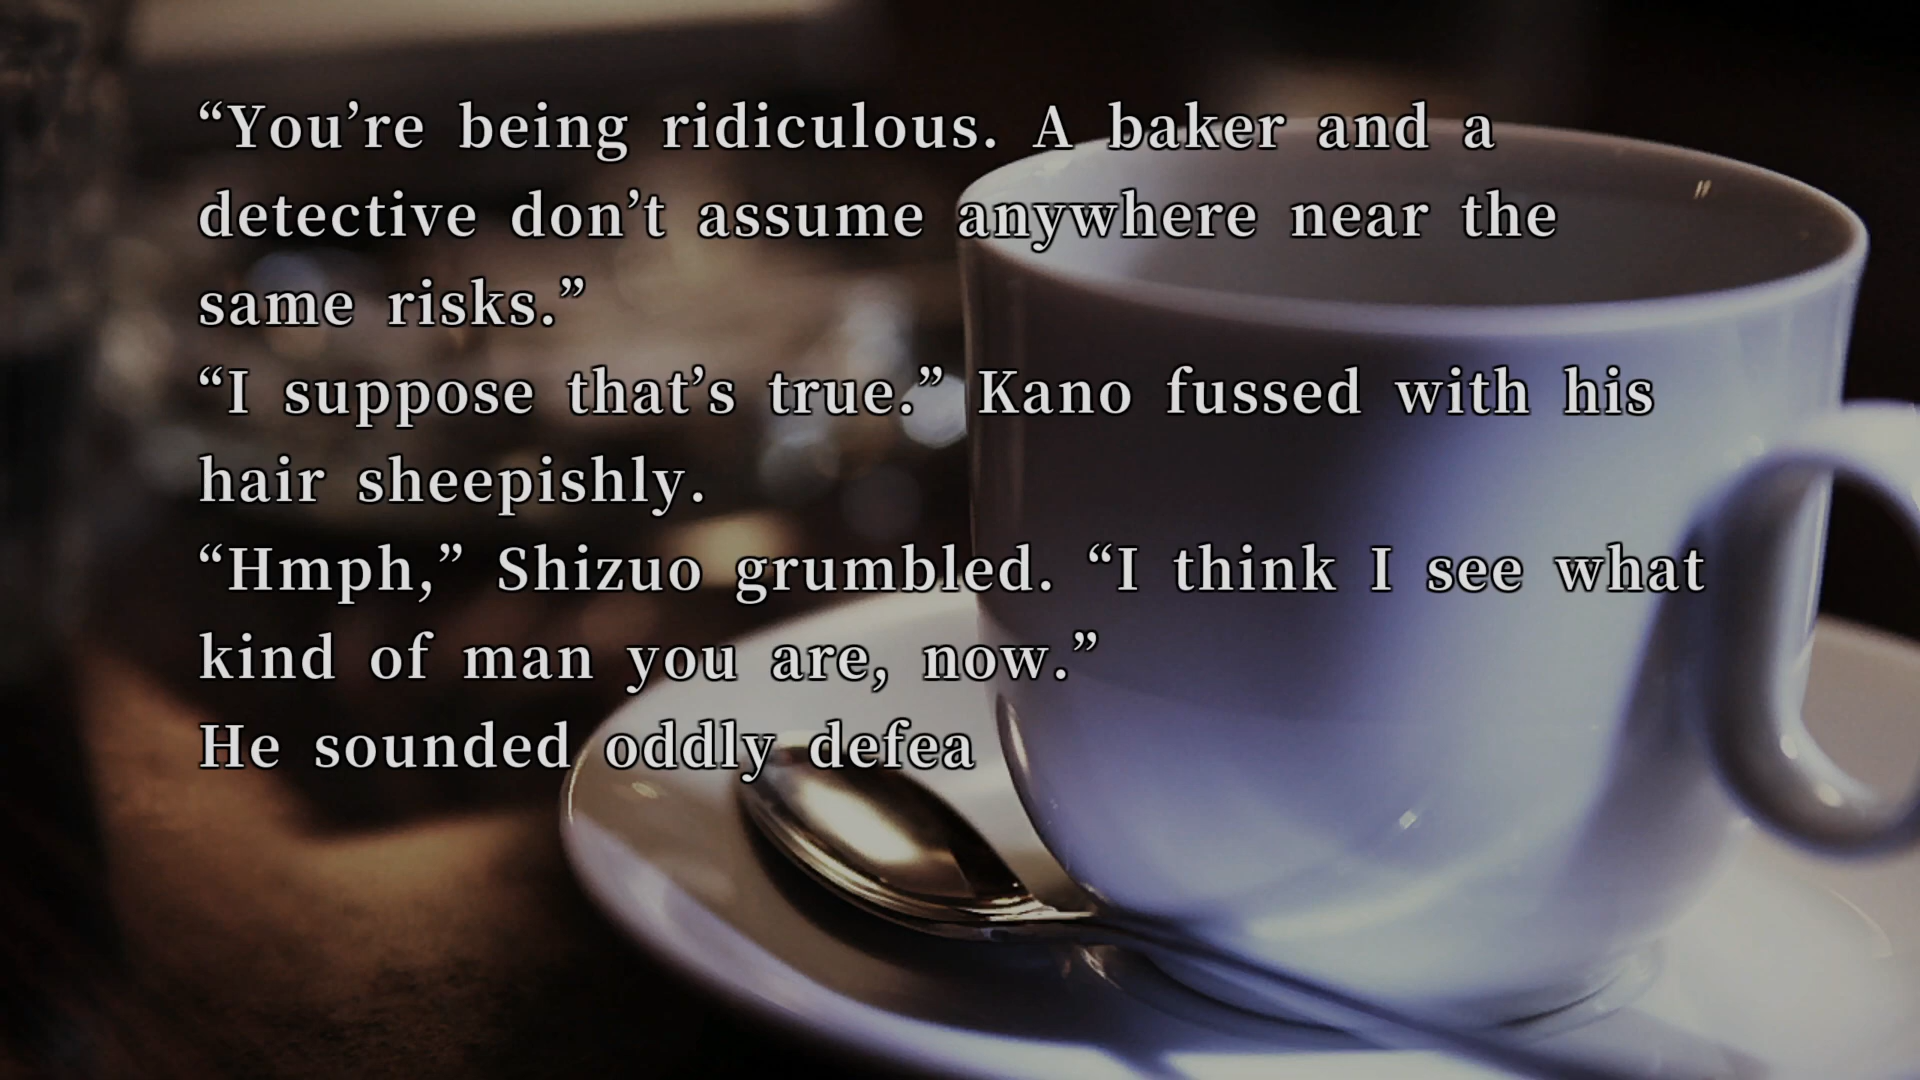 “You’re being ridiculous. A baker and a
detective don’t assume anywhere near the
same risks.”
“I suppose that’s true.” Kano fussed with his
hair sheepishly.
“Hmph,” Shizuo grumbled. “I think I see what
kind of man you are, now.”
He sounded oddly defea